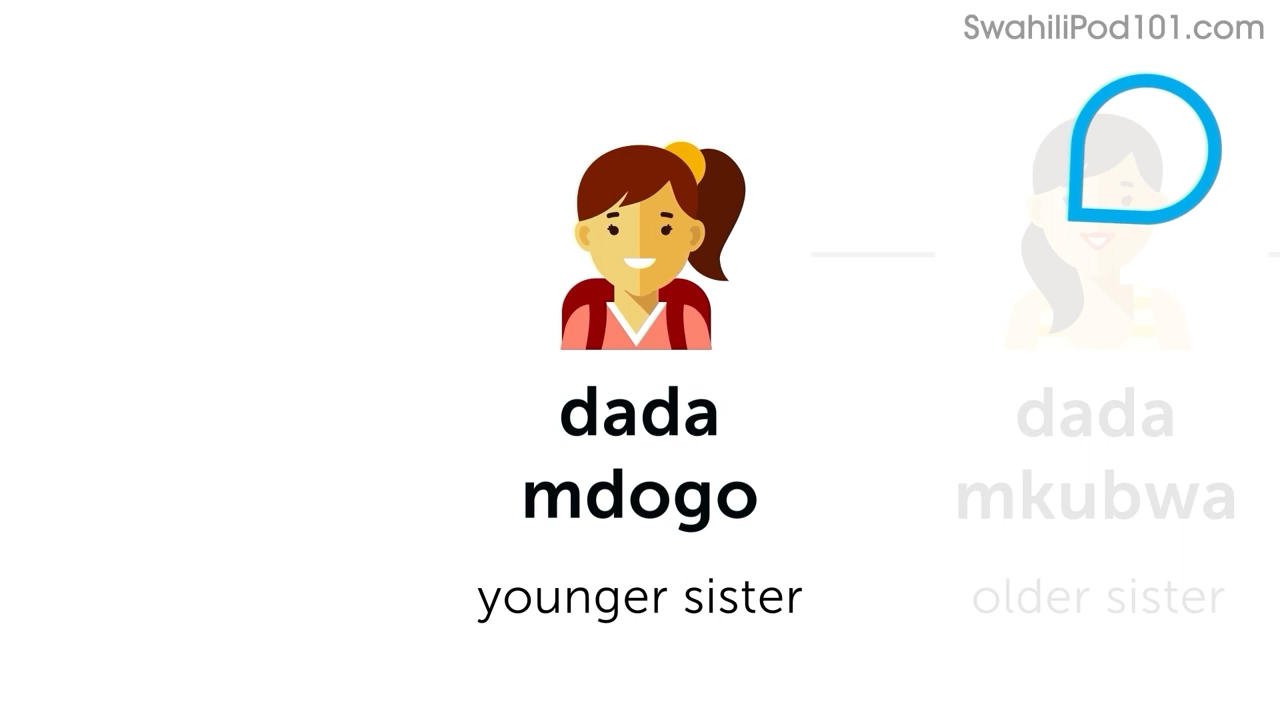 SwahiliPod101.com
dada
mdogo
younger sister
dada
mkubwa
older sister